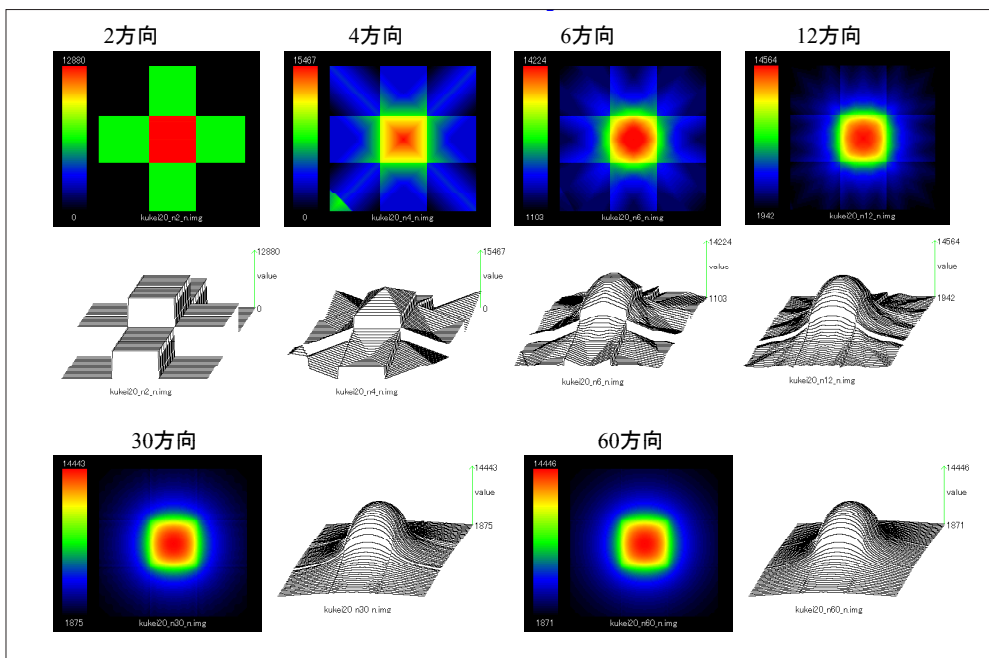 2方向
4方向
6方向
12方向
12880
0
kukei20_n2_n.img
15467
0
kukei20_n4_n.img
14224
1103
kukei20_n6_n.img
14564
1942
kukei20_n12_n.img
12880
value
0
kukei20_n2_n.img
15467
value
0
kukei20_n4_n.img
14224
value
1103
kukei20_n6_n.img
14564
value
1942
kukei20_n12_n.img
30方向
60方向
14443
1875
kukei20_n30_n.img
14443
value
1875
kukei20_n30_n.img
14446
1871
kukei20_n60_n.img
14446
value
1871
kukei20_n60_n.img